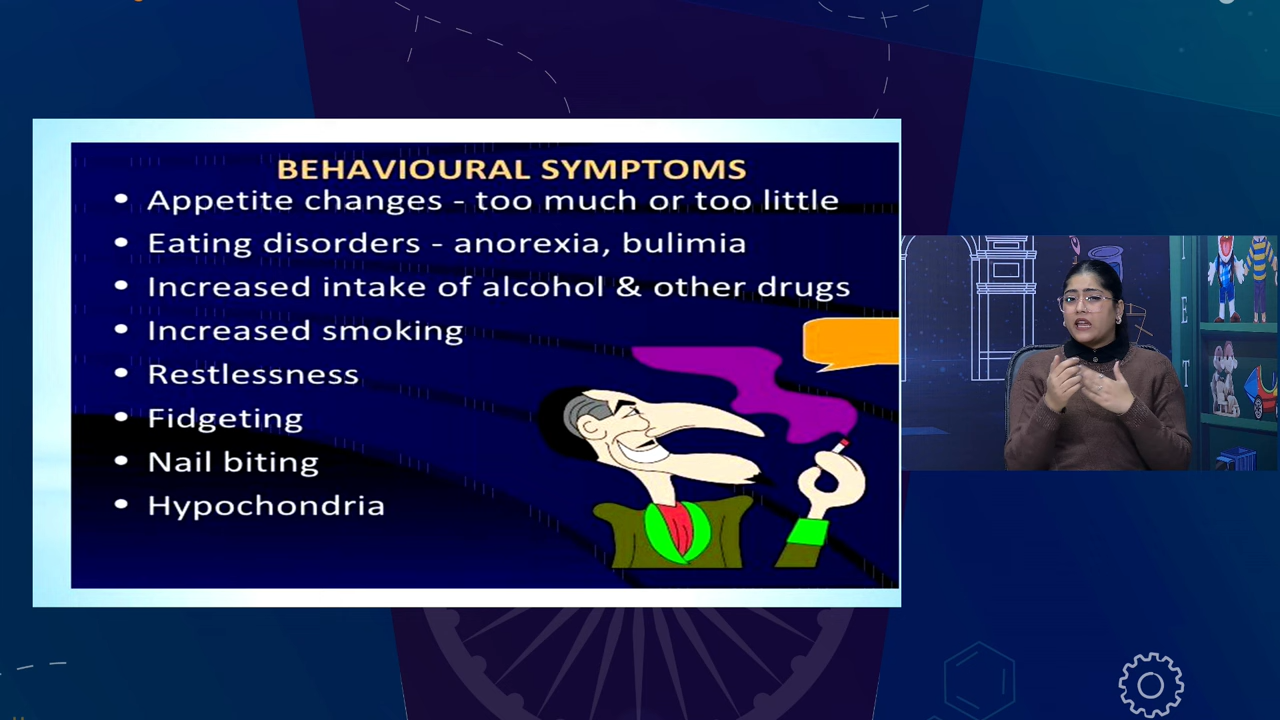 BEHAVIOURAL SYMPTOMS
• Appetite changes - too much or too little
• Eating disorders - anorexia, bulimia
• Increased intake of alcohol & other drugs
• Increased smoking
• Restlessness
• Fidgeting
• Nail biting
• Hypochondria